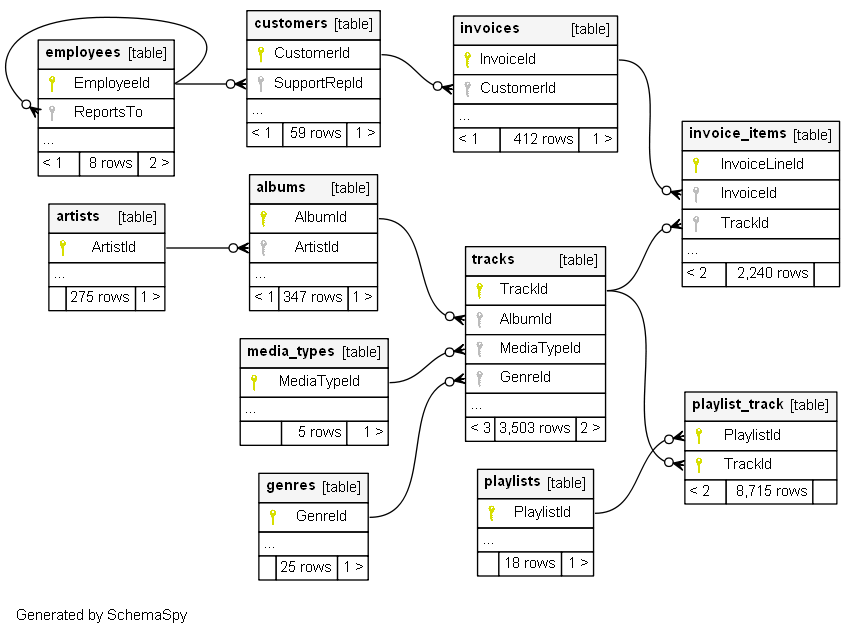 employees [table]
EmployeeId
ReportsTo
...
< 1 8 rows 2 >
customers [table]
CustomerId
SupportRepId
...
< 1 59 rows 1 >
invoices [table]
InvoiceId
CustomerId
...
< 1 412 rows 1 >
invoice_items [table]
InvoiceLineId
InvoiceId
TrackId
...
< 2 2,240 rows
artists [table]
ArtistId
...
275 rows 1 >
albums [table]
AlbumId
ArtistId
...
< 1 347 rows 1 >
tracks [table]
TrackId
AlbumId
MediaTypeId
GenreId
...
< 3 3,503 rows 2 >
media_types [table]
MediaTypeId
...
5 rows 1 >
genres [table]
GenreId
...
25 rows 1 >
playlists [table]
PlaylistId
...
18 rows 1 >
playlist_track [table]
PlaylistId
TrackId
< 2 8,715 rows
Generated by SchemaSpy